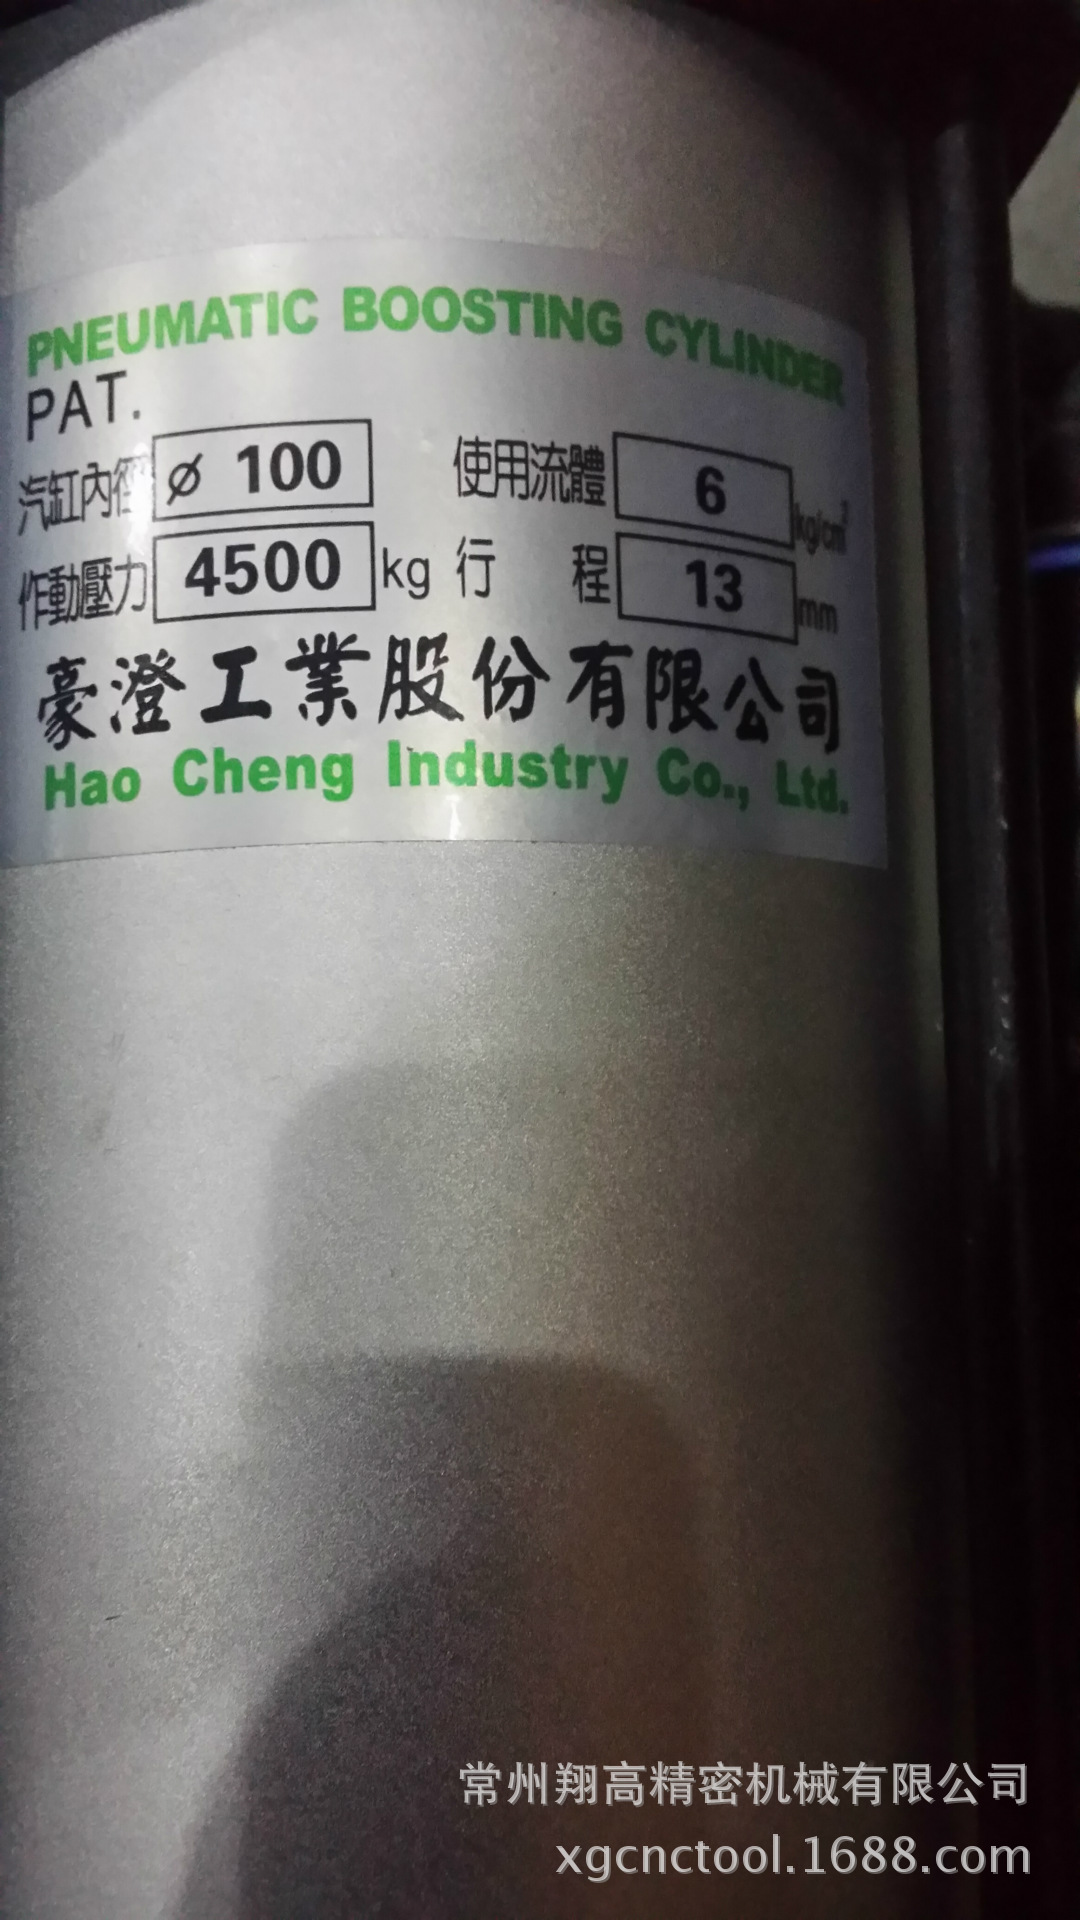 PNEUMATIC BOOSTING CYLINDER
PAT.
汽缸內徑 ø 100 使用流體 6 kg/cm²
作動壓力 4500 kg 行 程 13 mm
豪澄工業股份有限公司
Hao Cheng Industry Co., Ltd.
常州翔高精密机械有限公司
xgcnctool.1688.com